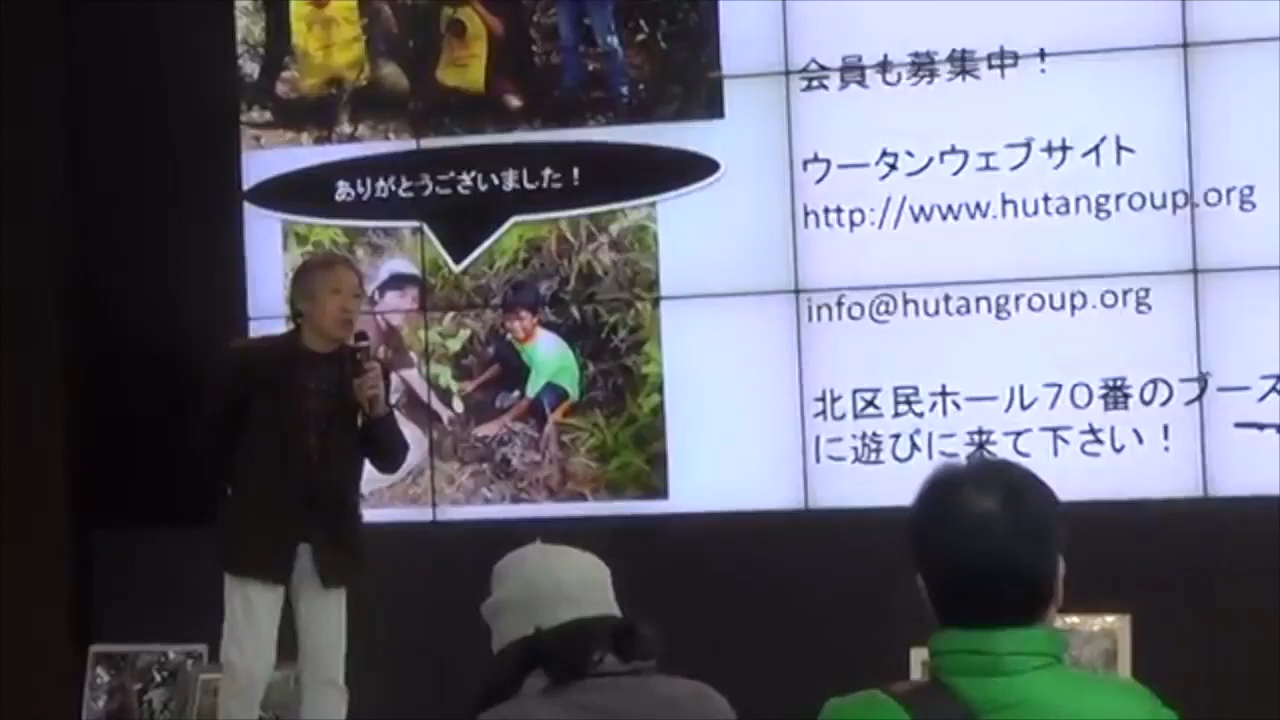 会員も募集中！
ありがとうございました！
ウータンウェブサイト
http://www.hutangroup.org
info@hutangroup.org
北区民ホール７０番のブース
に遊びに来て下さい！